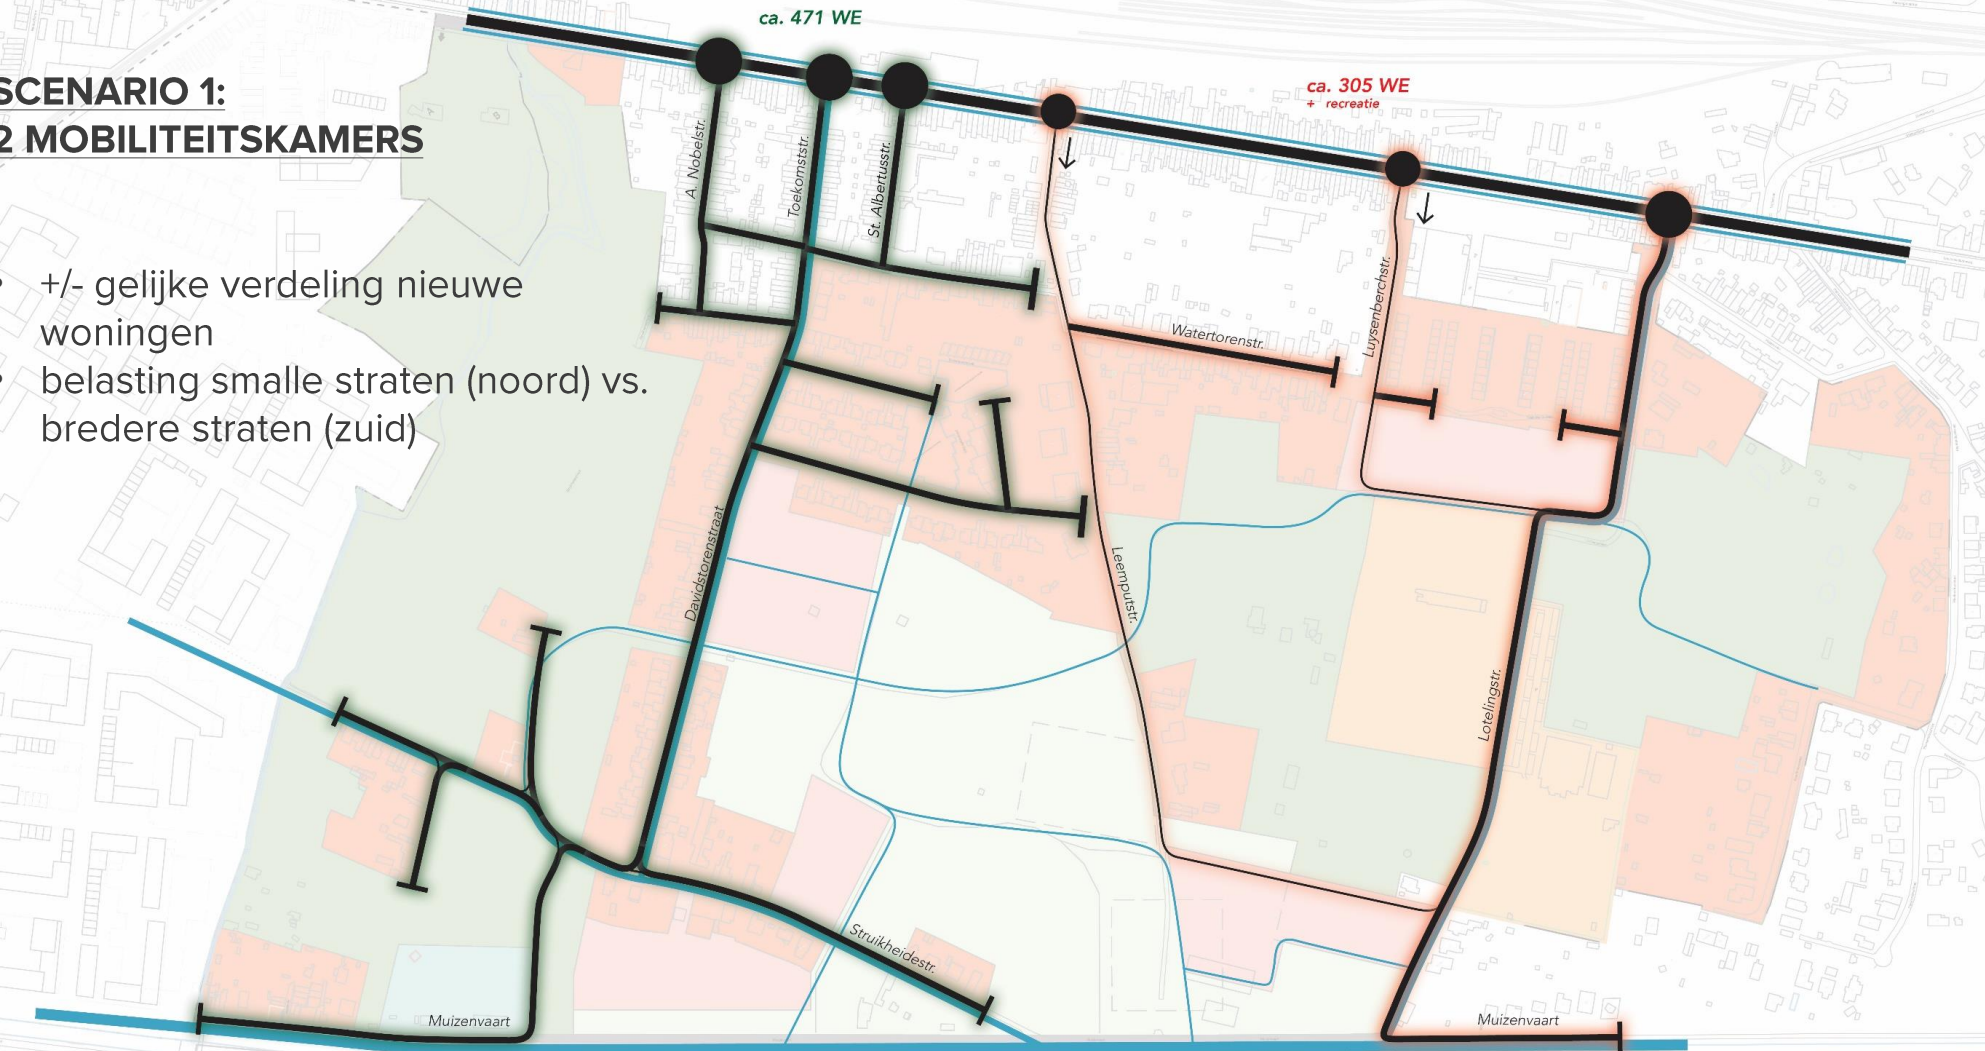 ca. 471 WE
SCENARIO 1:
2 MOBILITEITSKAMERS
ca. 305 WE
+ recreatie
A. Nobelstr.
Toekomststr.
St. Albertusstr.
+/- gelijke verdeling nieuwe
woningen
belasting smalle straten (noord) vs.
bredere straten (zuid)
Watertorenstr.
Luysenberchstr.
Davidstorenstraat
Leemputstr.
Lotelingstr.
Struikheidestr.
Muizenvaart
Muizenvaart